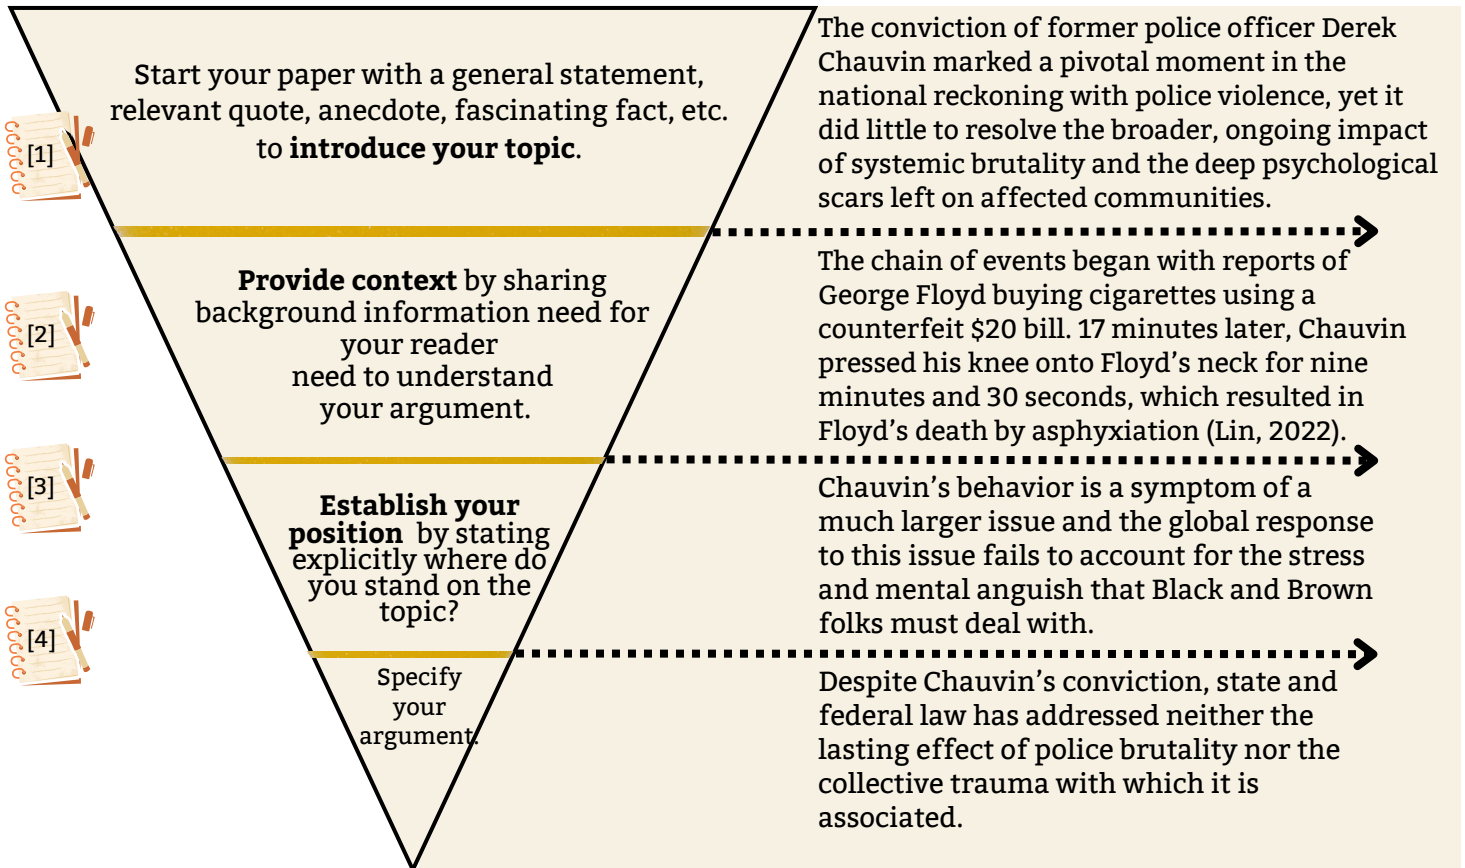 [1]
Start your paper with a general statement,
relevant quote, anecdote, fascinating fact, etc.
to introduce your topic.
The conviction of former police officer Derek
Chauvin marked a pivotal moment in the
national reckoning with police violence, yet it
did little to resolve the broader, ongoing impact
of systemic brutality and the deep psychological
scars left on affected communities.
[2]
Provide context by sharing
background information need for
your reader
need to understand
your argument.
The chain of events began with reports of
George Floyd buying cigarettes using a
counterfeit $20 bill. 17 minutes later, Chauvin
pressed his knee onto Floyd’s neck for nine
minutes and 30 seconds, which resulted in
Floyd’s death by asphyxiation (Lin, 2022).
[3]
Establish your
position by stating
explicitly where do
you stand on the
topic?
Chauvin’s behavior is a symptom of a
much larger issue and the global response
to this issue fails to account for the stress
and mental anguish that Black and Brown
folks must deal with.
[4]
Specify
your
argument.
Despite Chauvin’s conviction, state and
federal law has addressed neither the
lasting effect of police brutality nor the
collective trauma with which it is
associated.